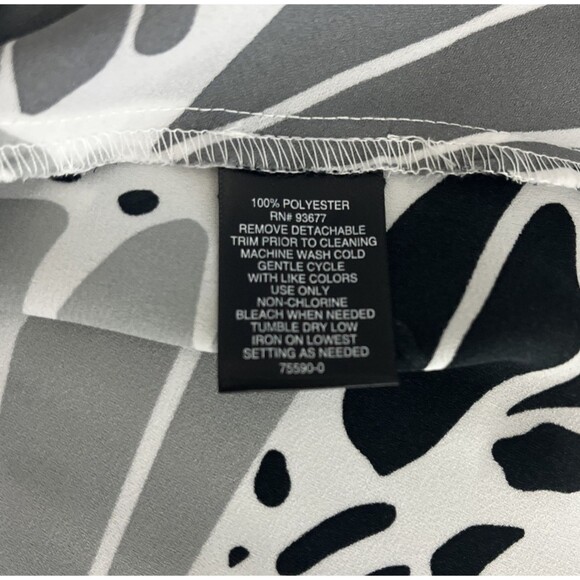 100% POLYESTER
RN# 93677
REMOVE DETACHABLE
TRIM PRIOR TO CLEANING
MACHINE WASH COLD
GENTLE CYCLE
WITH LIKE COLORS
USE ONLY
NON-CHLORINE
BLEACH WHEN NEEDED
TUMBLE DRY LOW
IRON ON LOWEST
SETTING AS NEEDED
75590-0